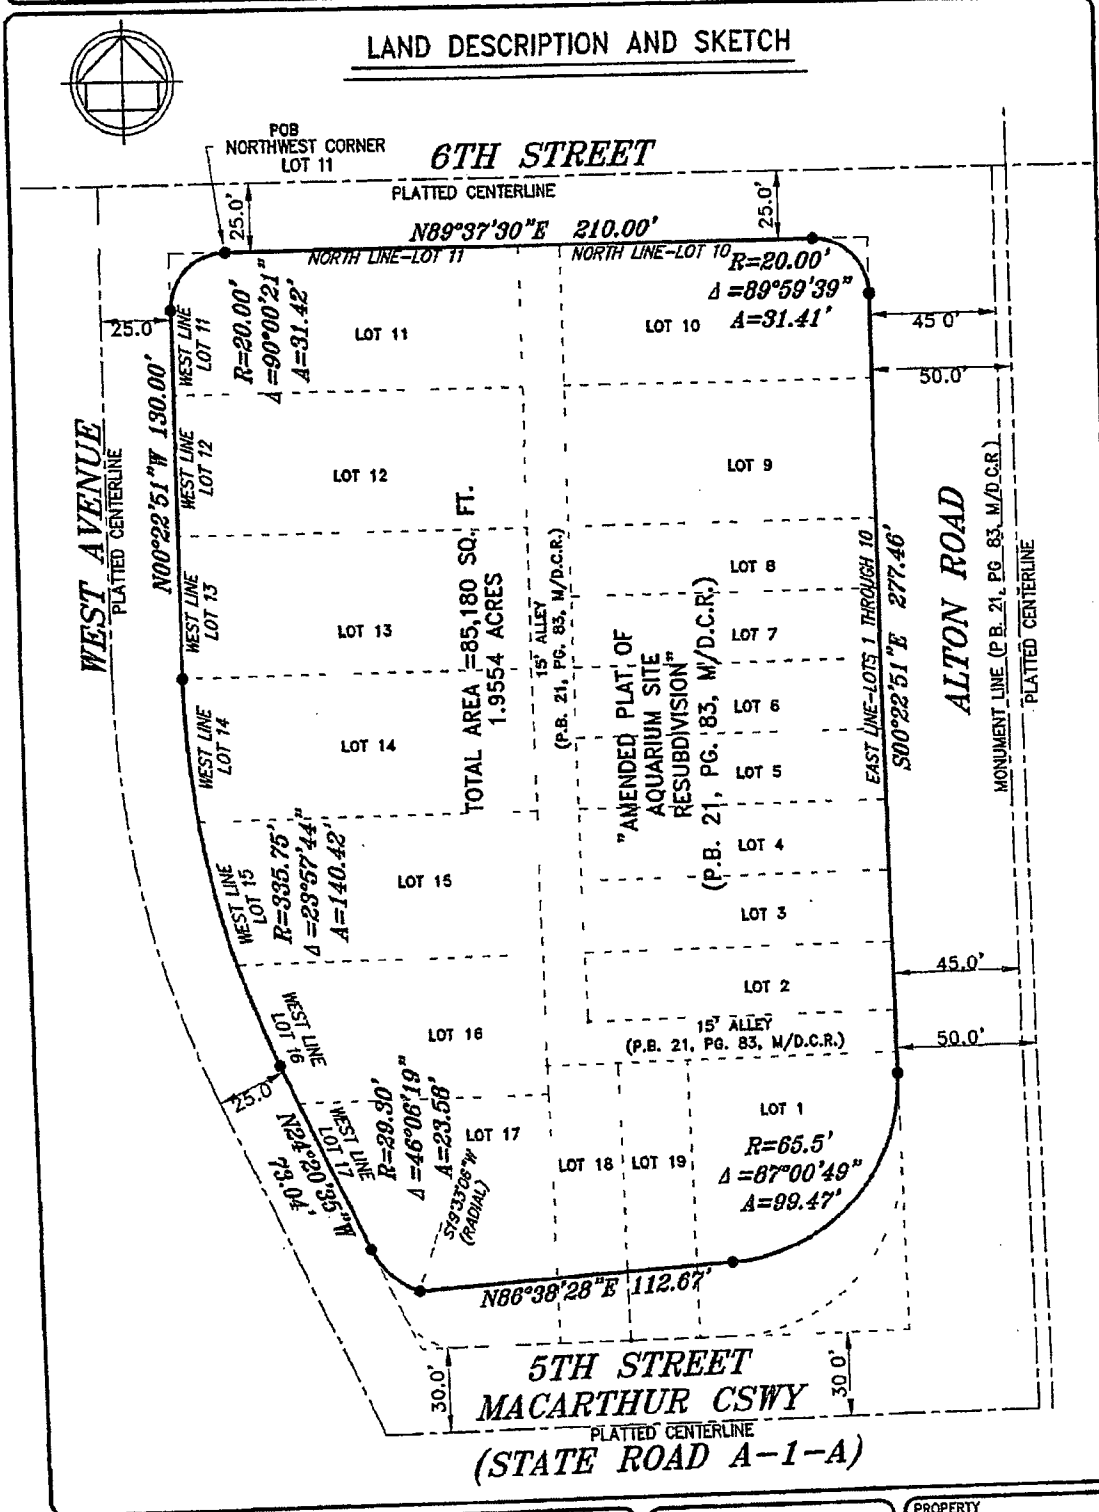 LAND DESCRIPTION AND SKETCH
POB
NORTHWEST CORNER
LOT 11
6TH STREET
PLATTED CENTERLINE
25.0'
25.0'
N89°37'30"E 210.00'
NORTH LINE-LOT 11
NORTH LINE-LOT 10
R=20.00'
Δ=89°59'39"
A=31.41'
R=20.00'
Δ=90°00'21"
A=31.42'
25.0'
WEST LINE
LOT 11
LOT 11
LOT 10
45 0'
50.0'
WEST AVENUE
PLATTED CENTERLINE
N00°22'51"W 130.00'
WEST LINE
LOT 12
LOT 12
LOT 9
WEST LINE
LOT 13
LOT 13
LOT 8
LOT 7
TOTAL AREA =85,180 SQ. FT.
1.9554 ACRES
15' ALLEY
(P.B. 21, PG. 83, M/D.C.R.)
"AMENDED PLAT OF
AQUARIUM SITE
RESUBDIVISION"
(P.B. 21, PG. 83, M/D.C.R.)
EAST LINE-LOTS 1 THROUGH 10
S00°22'51"E 277.46'
ALTON ROAD
MONUMENT LINE (P.B. 21, PG 83, M/D.C.R.)
PLATTED CENTERLINE
WEST LINE
LOT 14
LOT 14
LOT 6
LOT 5
LOT 4
WEST LINE
LOT 15
R=335.75'
Δ=23°57'44"
A=140.42'
LOT 15
LOT 3
45.0'
LOT 2
WEST LINE
LOT 16
LOT 16
15' ALLEY
(P.B. 21, PG. 83, M/D.C.R.)
50.0'
25.0'
WEST LINE
LOT 17
N24°20'35"W
73.04'
R=29.30'
Δ=46°06'19"
A=23.58'
LOT 17
S19°33'06"W
(RADIAL)
LOT 18
LOT 19
LOT 1
R=65.5'
Δ=87°00'49"
A=99.47'
N86°38'28"E 112.67'
30.0'
5TH STREET
MACARTHUR CSWY
30 0'
PLATTED CENTERLINE
(STATE ROAD A-1-A)
PROPERTY